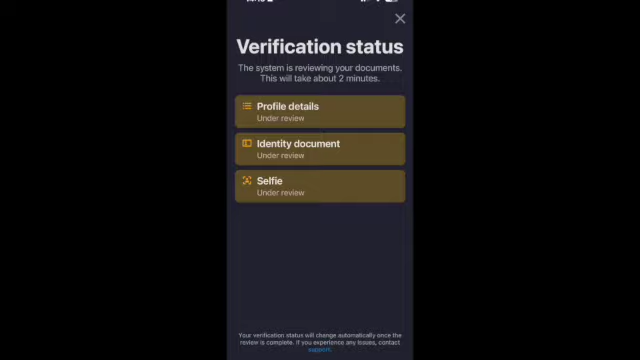 Verification status
The system is reviewing your documents.
This will take about 2 minutes.
Profile details
Under review
Identity document
Under review
Selfie
Under review
Your verification status will change automatically once the
review is complete. If you experience any issues, contact
support.